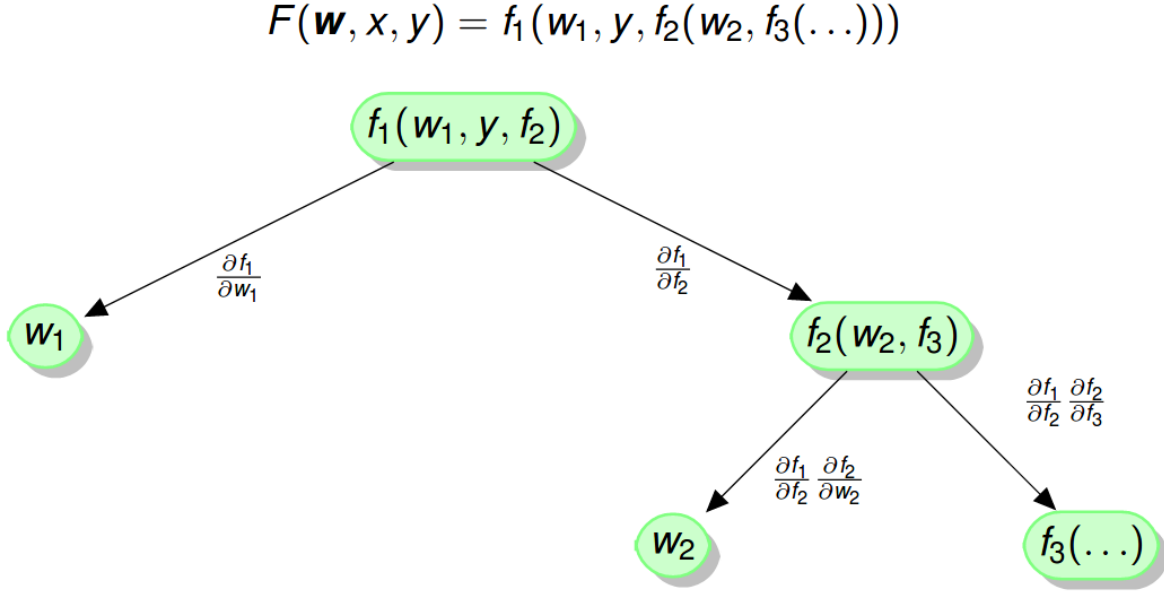 F(w, x, y) = f₁(w₁, y, f₂(w₂, f₃(...)))
f₁(w₁, y, f₂)
∂f₁/∂w₁
∂f₁/∂f₂
w₁
f₂(w₂, f₃)
∂f₁/∂f₂ ∂f₂/∂f₃
∂f₁/∂f₂ ∂f₂/∂w₂
w₂
f₃(...)